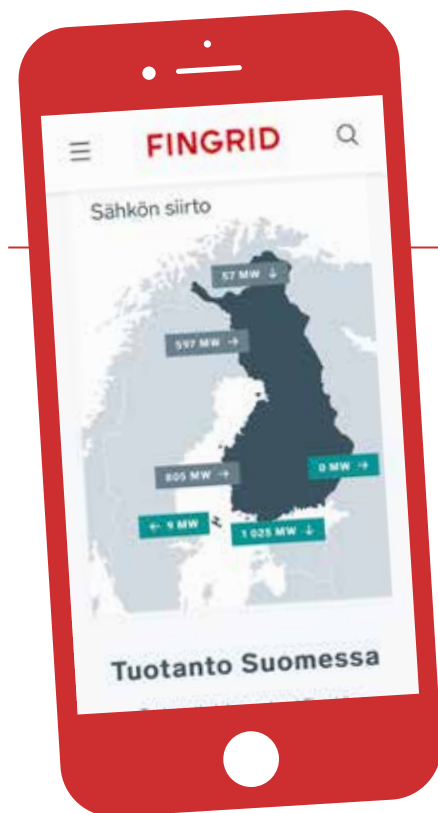 FINGRID
Sähkön siirto
57 MW ↓
597 MW →
805 MW →
0 MW →
← 9 MW
1 025 MW ↓
Tuotanto Suomessa